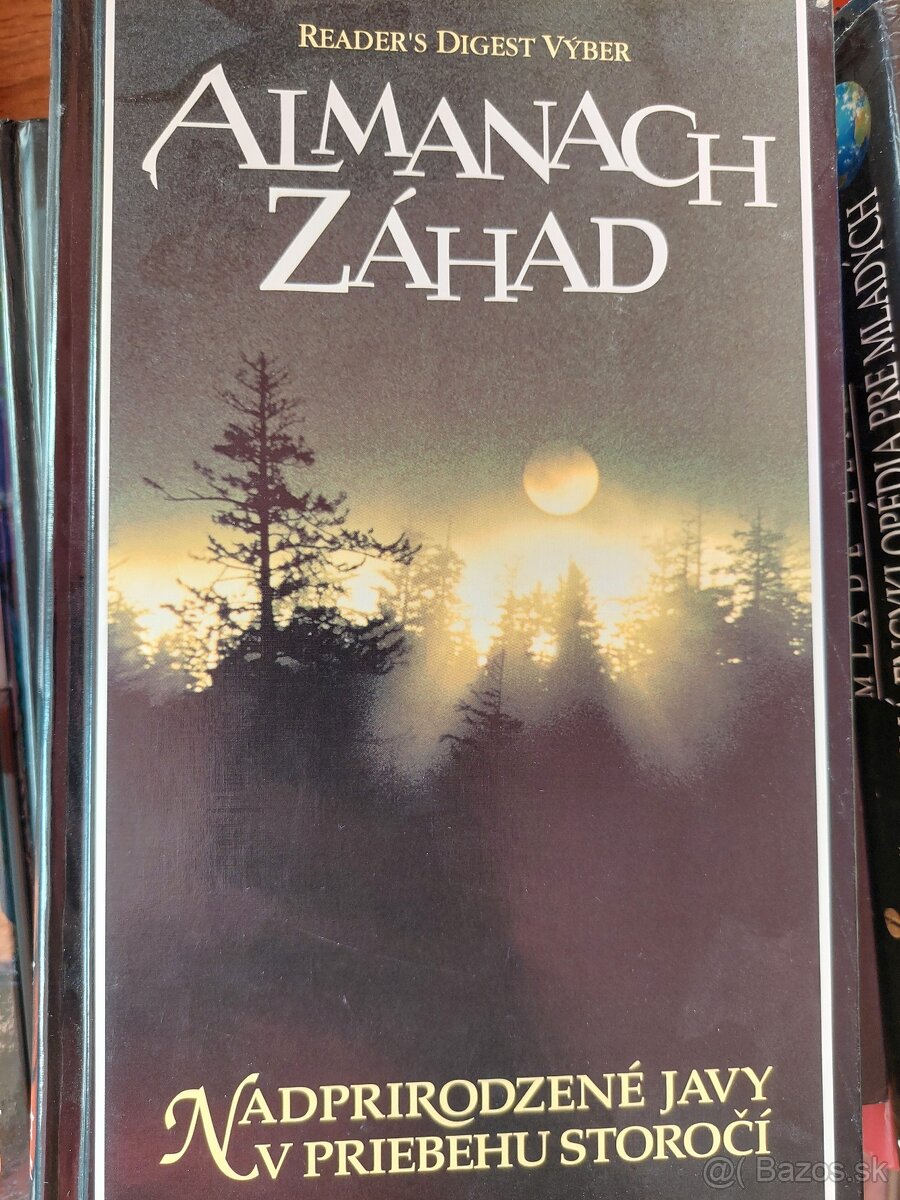 READER'S DIGEST VÝBER
ALMANACH
ZÁHAD
NADPRIRODZENÉ JAVY
V PRIEBEHU STOROČÍ
ENCYKLOPÉDIA PRE MLADÝCH
@( Bazos.sk